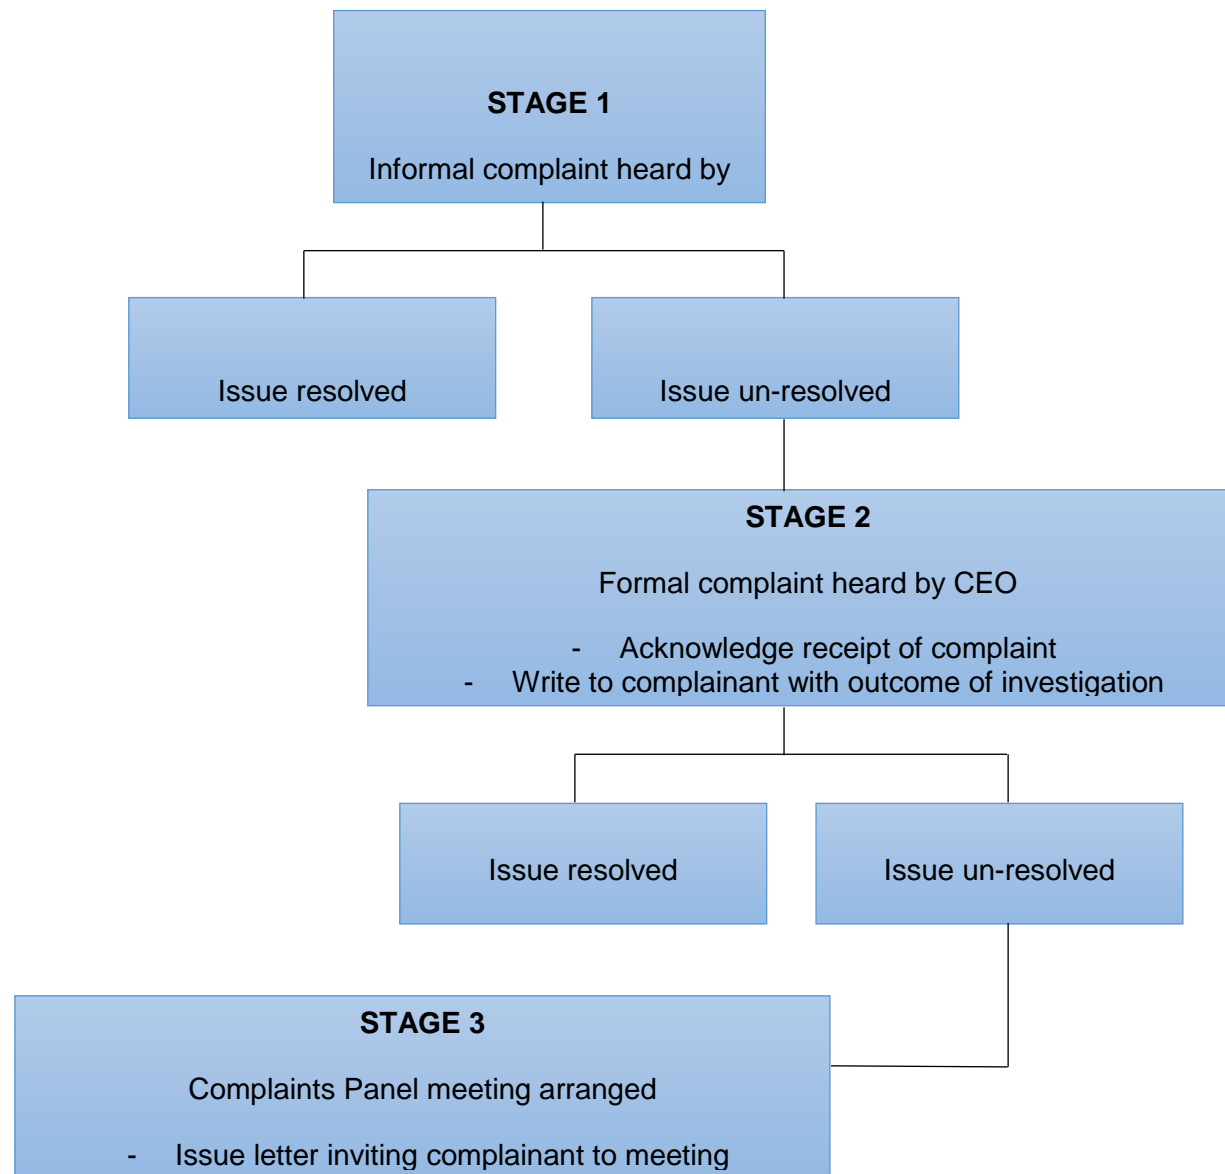 STAGE 1
Informal complaint heard by
Issue resolved
Issue un-resolved
STAGE 2
Formal complaint heard by CEO
- Acknowledge receipt of complaint
- Write to complainant with outcome of investigation
Issue resolved
Issue un-resolved
STAGE 3
Complaints Panel meeting arranged
- Issue letter inviting complainant to meeting